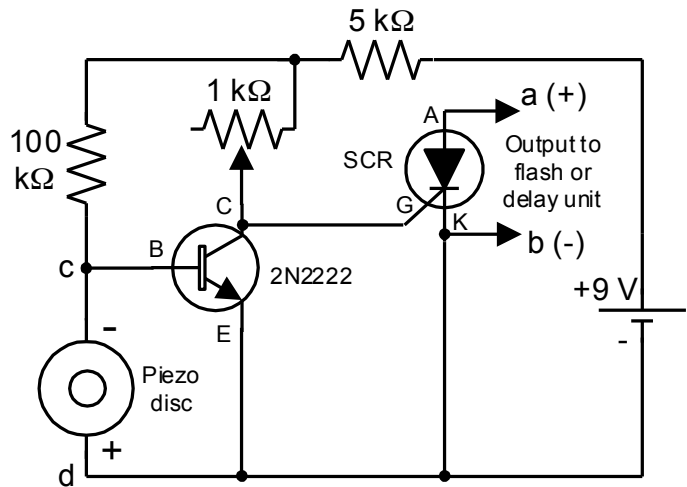 5 kΩ
1 kΩ
100
kΩ
A
a (+)
SCR
Output to
flash or
delay unit
C
G
K
b (-)
B
c
2N2222
+9 V
-
E
-
Piezo
disc
+
d